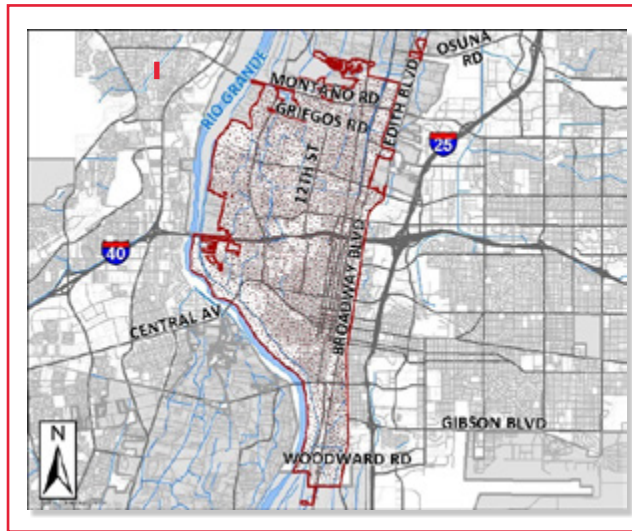 OSUNA
RD
MONTANO RD
RIO GRANDE
GRIEGOS RD
EDITH BLVD
25
12TH ST
40
BROADWAY BLVD
CENTRAL AV
GIBSON BLVD
N
WOODWARD RD